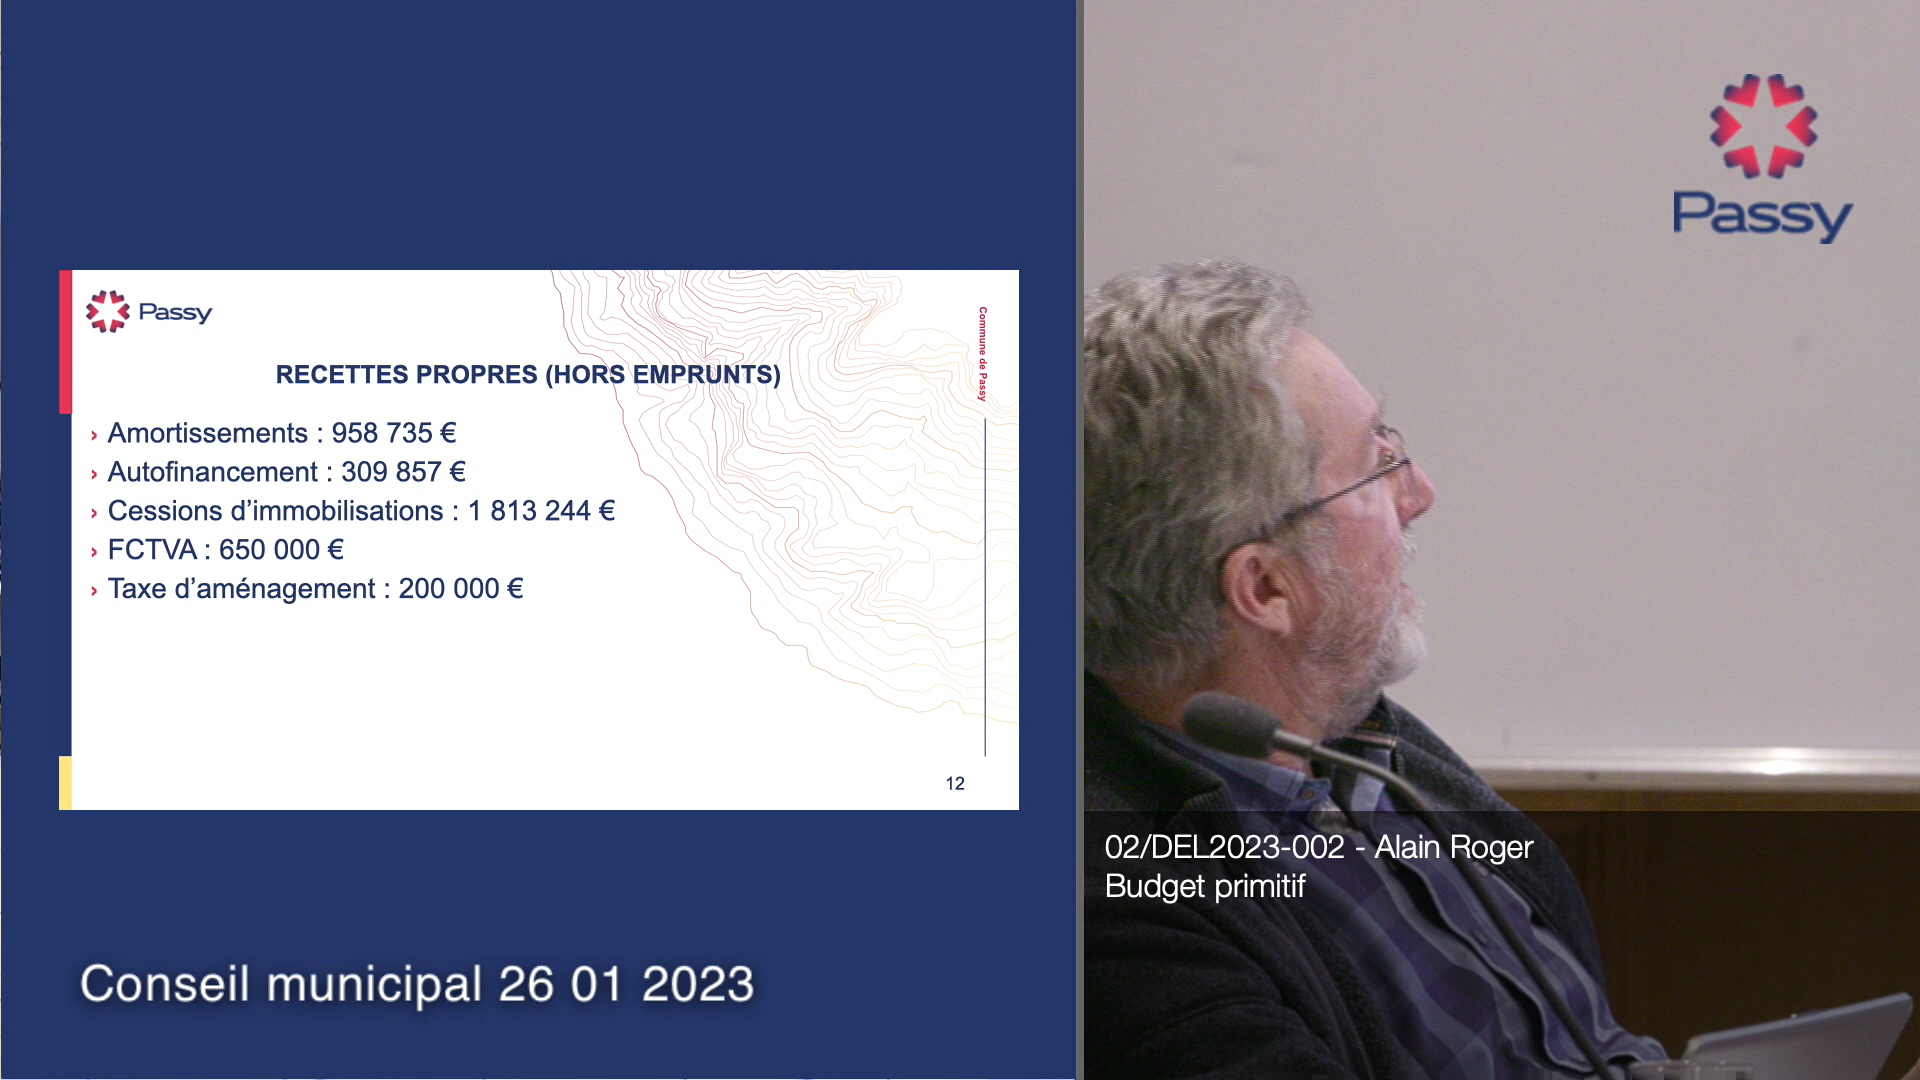 Passy
Commune de Passy
RECETTES PROPRES (HORS EMPRUNTS)
› Amortissements : 958 735 €
› Autofinancement : 309 857 €
› Cessions d’immobilisations : 1 813 244 €
› FCTVA : 650 000 €
› Taxe d’aménagement : 200 000 €
12
Conseil municipal 26 01 2023
Passy
02/DEL2023-002 - Alain Roger
Budget primitif